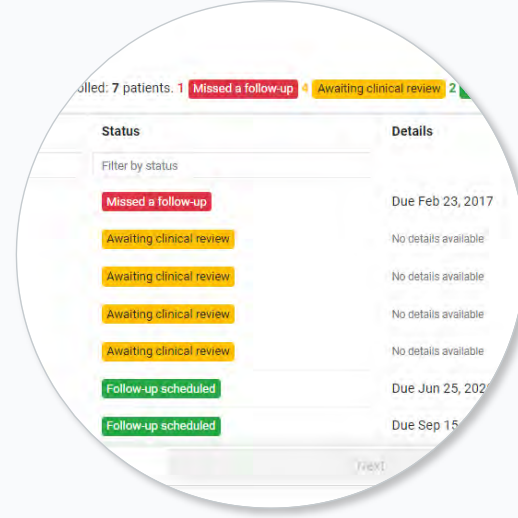 olled: 7 patients. 1 Missed a follow-up 4 Awaiting clinical review 2
Status Details
Filter by status
Missed a follow-up Due Feb 23, 2017
Awaiting clinical review No details available
Awaiting clinical review No details available
Awaiting clinical review No details available
Awaiting clinical review No details available
Follow-up scheduled Due Jun 25, 202
Follow-up scheduled Due Sep 15
Next